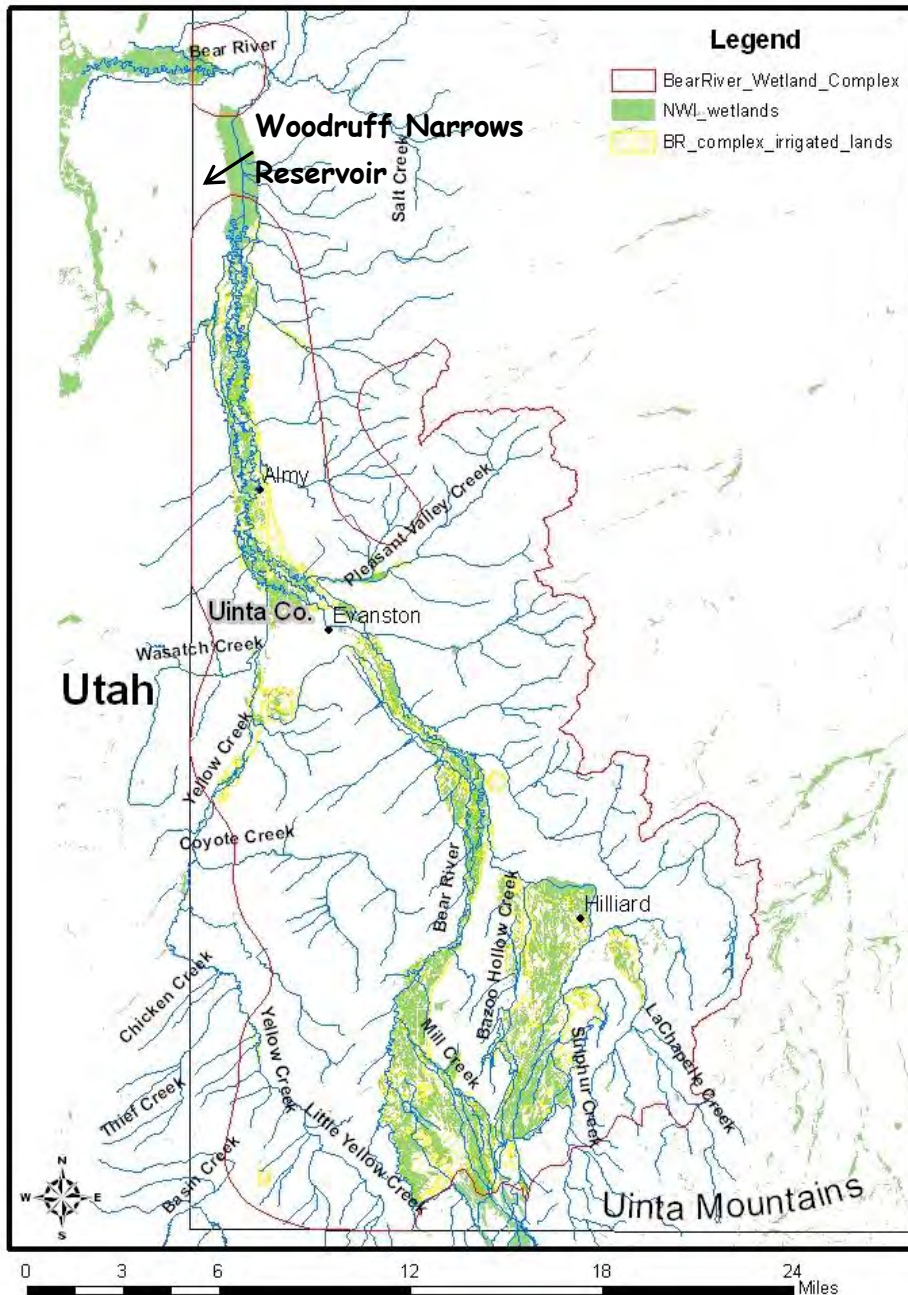 Legend
BearRiver_Wetland_Complex
NWI_wetlands
BR_complex_irrigated_lands
Bear River
Woodruff Narrows
Reservoir
Salt Creek
Almy
Pleasant Valley Creek
Uinta Co.
Evanston
Wasatch Creek
Utah
Yellow Creek
Coyote Creek
Bear River
Bazoo Hollow Creek
Hilliard
Chicken Creek
Yellow Creek
Mill Creek
Sulphur Creek
LaChapelle Creek
Thief Creek
Little Yellow Creek
Basin Creek
Uinta Mountains
N
W E
S
0 3 6 12 18 24
Miles